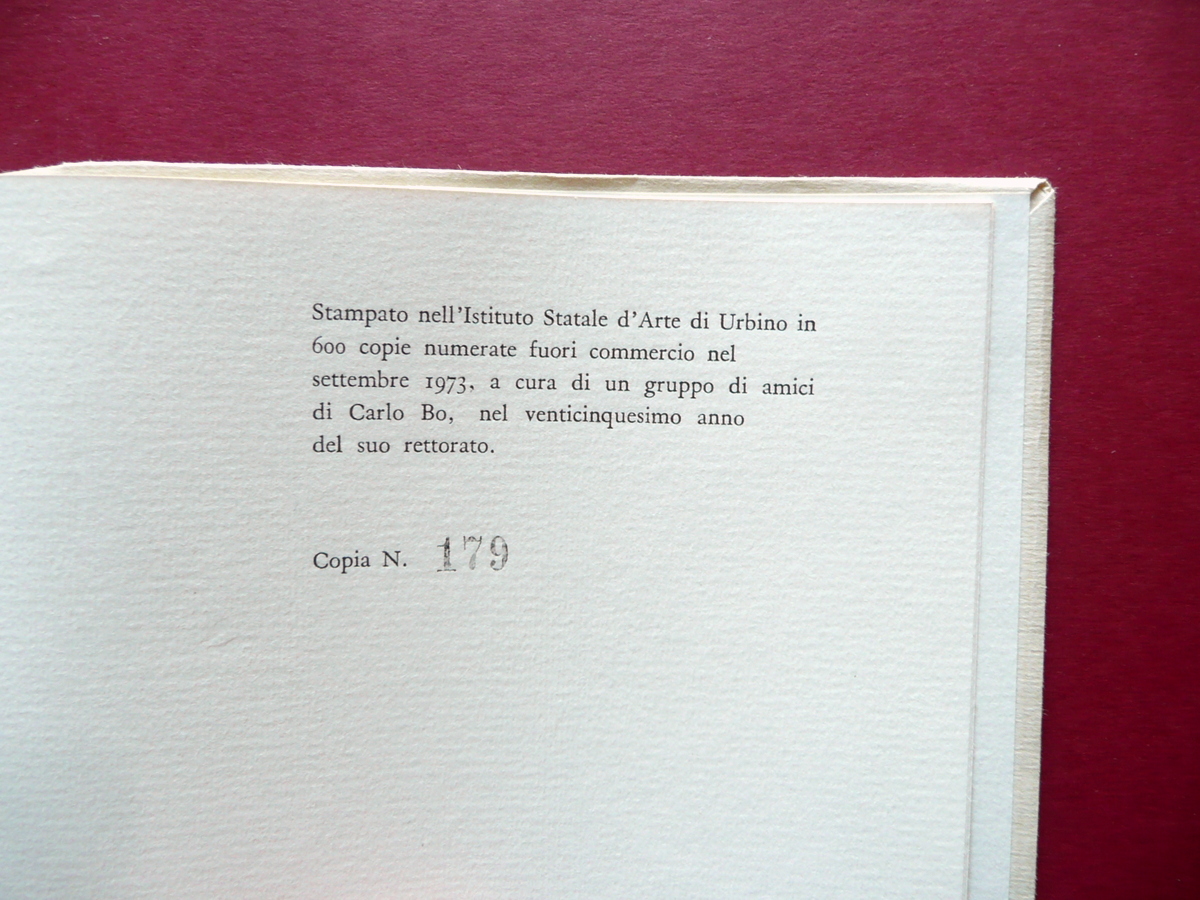 Stampato nell'Istituto Statale d'Arte di Urbino in
600 copie numerate fuori commercio nel
settembre 1973, a cura di un gruppo di amici
di Carlo Bo, nel venticinquesimo anno
del suo rettorato.
Copia N. 179